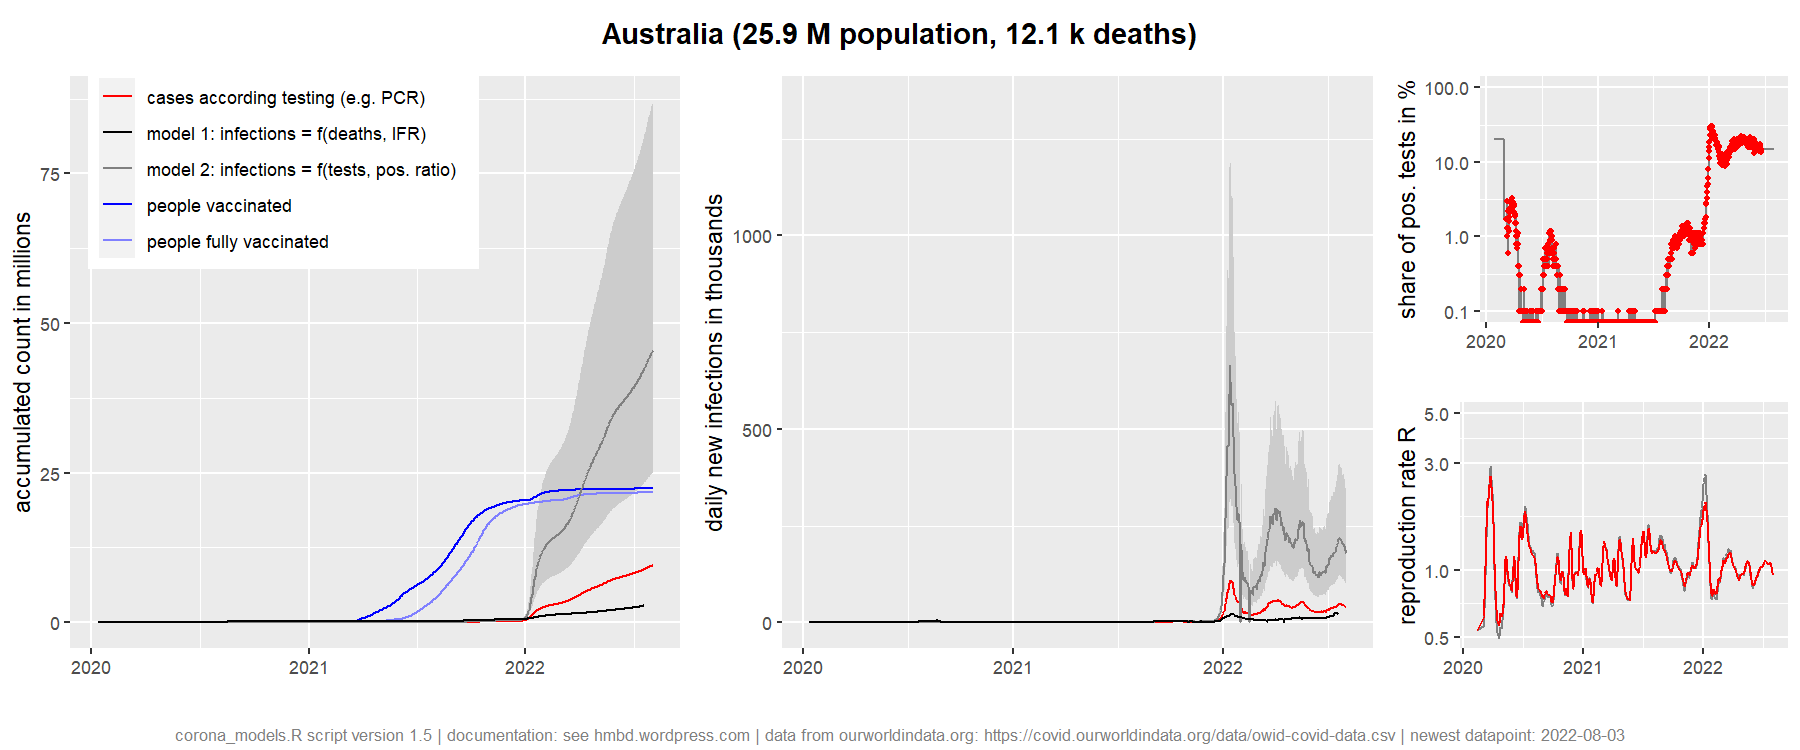 Australia (25.9 M population, 12.1 k deaths)
cases according testing (e.g. PCR)
model 1: infections = f(deaths, IFR)
model 2: infections = f(tests, pos. ratio)
people vaccinated
people fully vaccinated
accumulated count in millions
75
50
25
0
2020 2021 2022
daily new infections in thousands
1000
500
0
2020 2021 2022
share of pos. tests in %
100.0
10.0
1.0
0.1
2020 2021 2022
reproduction rate R
5.0
3.0
1.0
0.5
2020 2021 2022
corona_models.R script version 1.5 | documentation: see hmbd.wordpress.com | data from ourworldindata.org: https://covid.ourworldindata.org/data/owid-covid-data.csv | newest datapoint: 2022-08-03